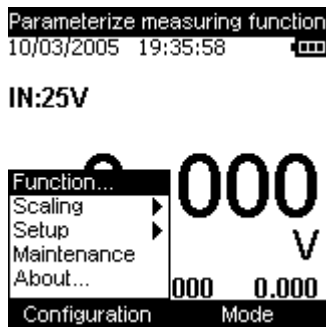 Parameterize measuring function
10/03/2005 19:35:58
IN:25V
000
Function...
Scaling
Setup
Maintenance
V
About...
000 0.000
Configuration Mode